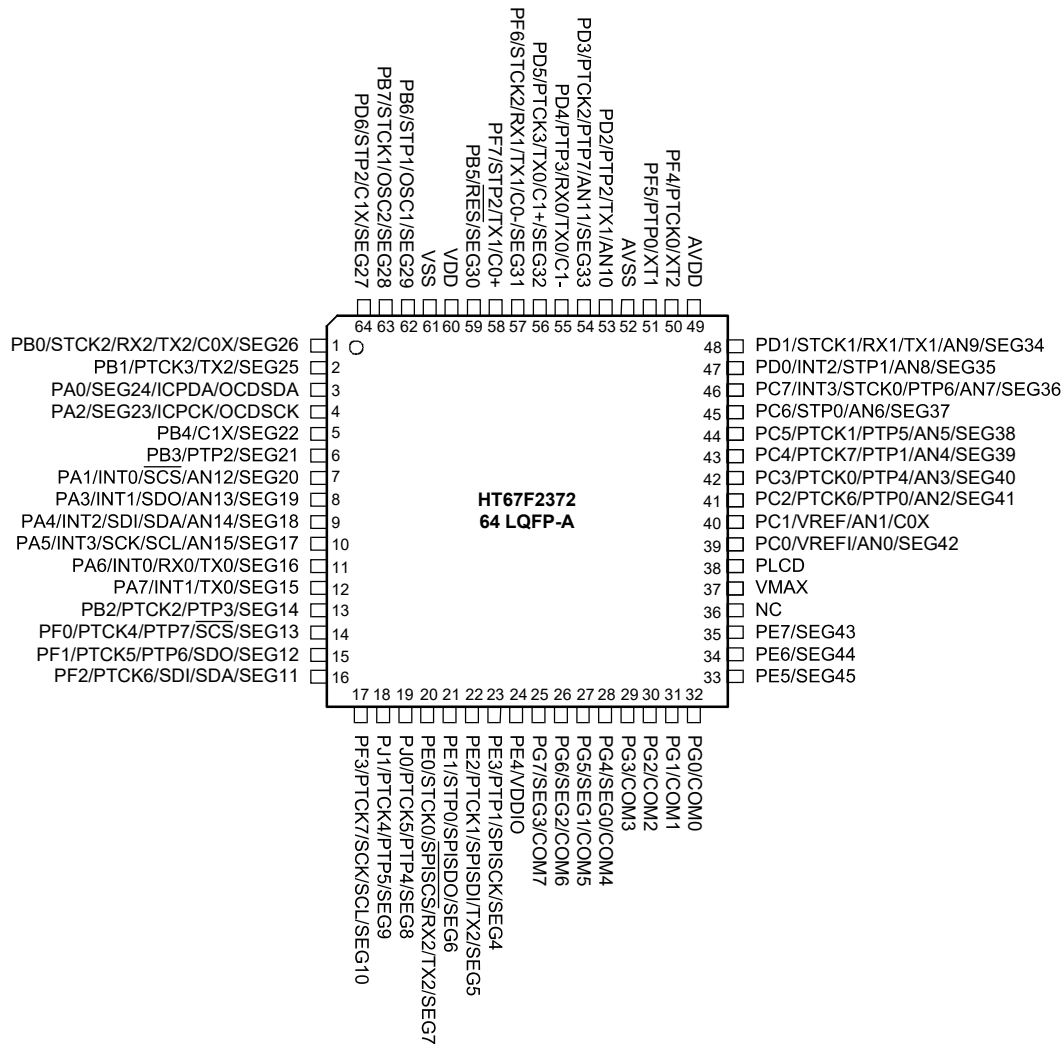 PD6/STP2/C1X/SEG27
PB7/STCK1/OSC2/SEG28
PB6/STP1/OSC1/SEG29
VSS
VDD
PB5/RES/SEG30
PF7/STP2/TX1/C0+
PF6/STCK2/RX1/TX1/C0-/SEG31
PD5/PTCK3/TX0/C1+/SEG32
PD4/PTP3/RX0/TX0/C1-
PD3/PTCK2/PTP7/AN11/SEG33
PD2/PTP2/TX1/AN10
AVSS
PF5/PTP0/XT1
PF4/PTCK0/XT2
AVDD
64 63 62 61 60 59 58 57 56 55 54 53 52 51 50 49
PB0/STCK2/RX2/TX2/C0X/SEG26 1
PB1/PTCK3/TX2/SEG25 2
PA0/SEG24/ICPDA/OCDSDA 3
PA2/SEG23/ICPCK/OCDSCK 4
PB4/C1X/SEG22 5
PB3/PTP2/SEG21 6
PA1/INT0/SCS/AN12/SEG20 7
PA3/INT1/SDO/AN13/SEG19 8
PA4/INT2/SDI/SDA/AN14/SEG18 9
PA5/INT3/SCK/SCL/AN15/SEG17 10
PA6/INT0/RX0/TX0/SEG16 11
PA7/INT1/TX0/SEG15 12
PB2/PTCK2/PTP3/SEG14 13
PF0/PTCK4/PTP7/SCS/SEG13 14
PF1/PTCK5/PTP6/SDO/SEG12 15
PF2/PTCK6/SDI/SDA/SEG11 16
HT67F2372
64 LQFP-A
48 PD1/STCK1/RX1/TX1/AN9/SEG34
47 PD0/INT2/STP1/AN8/SEG35
46 PC7/INT3/STCK0/PTP6/AN7/SEG36
45 PC6/STP0/AN6/SEG37
44 PC5/PTCK1/PTP5/AN5/SEG38
43 PC4/PTCK7/PTP1/AN4/SEG39
42 PC3/PTCK0/PTP4/AN3/SEG40
41 PC2/PTCK6/PTP0/AN2/SEG41
40 PC1/VREF/AN1/C0X
39 PC0/VREFI/AN0/SEG42
38 PLCD
37 VMAX
36 NC
35 PE7/SEG43
34 PE6/SEG44
33 PE5/SEG45
17 18 19 20 21 22 23 24 25 26 27 28 29 30 31 32
PF3/PTCK7/SCK/SCL/SEG10
PJ1/PTCK4/PTP5/SEG9
PJ0/PTCK5/PTP4/SEG8
PE0/STCK0/SPISCS/RX2/TX2/SEG7
PE1/STP0/SPISDO/SEG6
PE2/PTCK1/SPISDI/TX2/SEG5
PE3/PTP1/SPISCK/SEG4
PE4/VDDIO
PG7/SEG3/COM7
PG6/SEG2/COM6
PG5/SEG1/COM5
PG4/SEG0/COM4
PG3/COM3
PG2/COM2
PG1/COM1
PG0/COM0